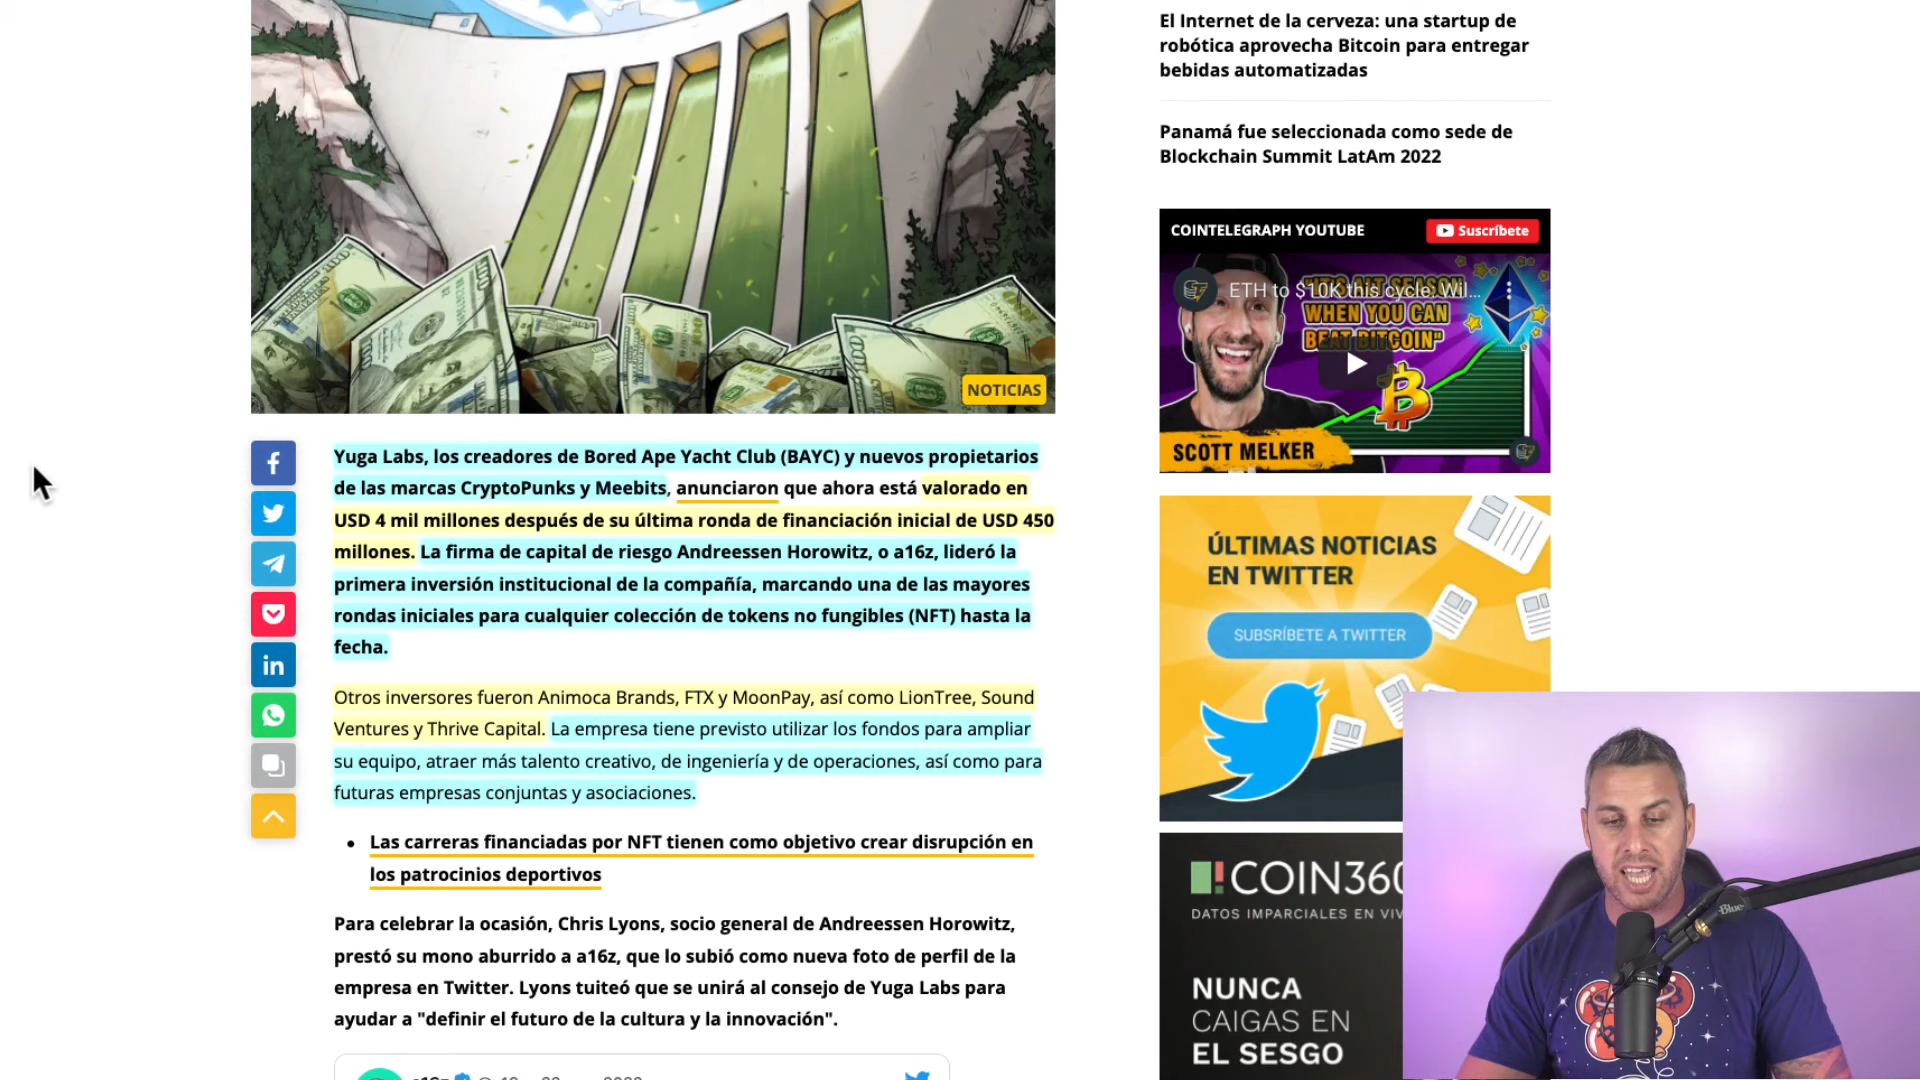 El Internet de la cerveza: una startup de
robótica aprovecha Bitcoin para entregar
bebidas automatizadas
Panamá fue seleccionada como sede de
Blockchain Summit LatAm 2022
COINTELEGRAPH YOUTUBE
Suscríbete
ETH to $10K this cycle, Wil...
"IT'S ALT SEASON
WHEN YOU CAN
BEAT BITCOIN"
SCOTT MELKER
NOTICIAS
Yuga Labs, los creadores de Bored Ape Yacht Club (BAYC) y nuevos propietarios
de las marcas CryptoPunks y Meebits, anunciaron que ahora está valorado en
USD 4 mil millones después de su última ronda de financiación inicial de USD 450
millones. La firma de capital de riesgo Andreessen Horowitz, o a16z, lideró la
primera inversión institucional de la compañía, marcando una de las mayores
rondas iniciales para cualquier colección de tokens no fungibles (NFT) hasta la
fecha.
Otros inversores fueron Animoca Brands, FTX y MoonPay, así como LionTree, Sound
Ventures y Thrive Capital. La empresa tiene previsto utilizar los fondos para ampliar
su equipo, atraer más talento creativo, de ingeniería y de operaciones, así como para
futuras empresas conjuntas y asociaciones.
Las carreras financiadas por NFT tienen como objetivo crear disrupción en
los patrocinios deportivos
Para celebrar la ocasión, Chris Lyons, socio general de Andreessen Horowitz,
prestó su mono aburrido a a16z, que lo subió como nueva foto de perfil de la
empresa en Twitter. Lyons tuiteó que se unirá al consejo de Yuga Labs para
ayudar a "definir el futuro de la cultura y la innovación".
ÚLTIMAS NOTICIAS
EN TWITTER
SUBSRÍBETE A TWITTER
COIN360
DATOS IMPARCIALES EN VIV
NUNCA
CAIGAS EN
EL SESGO
Blue